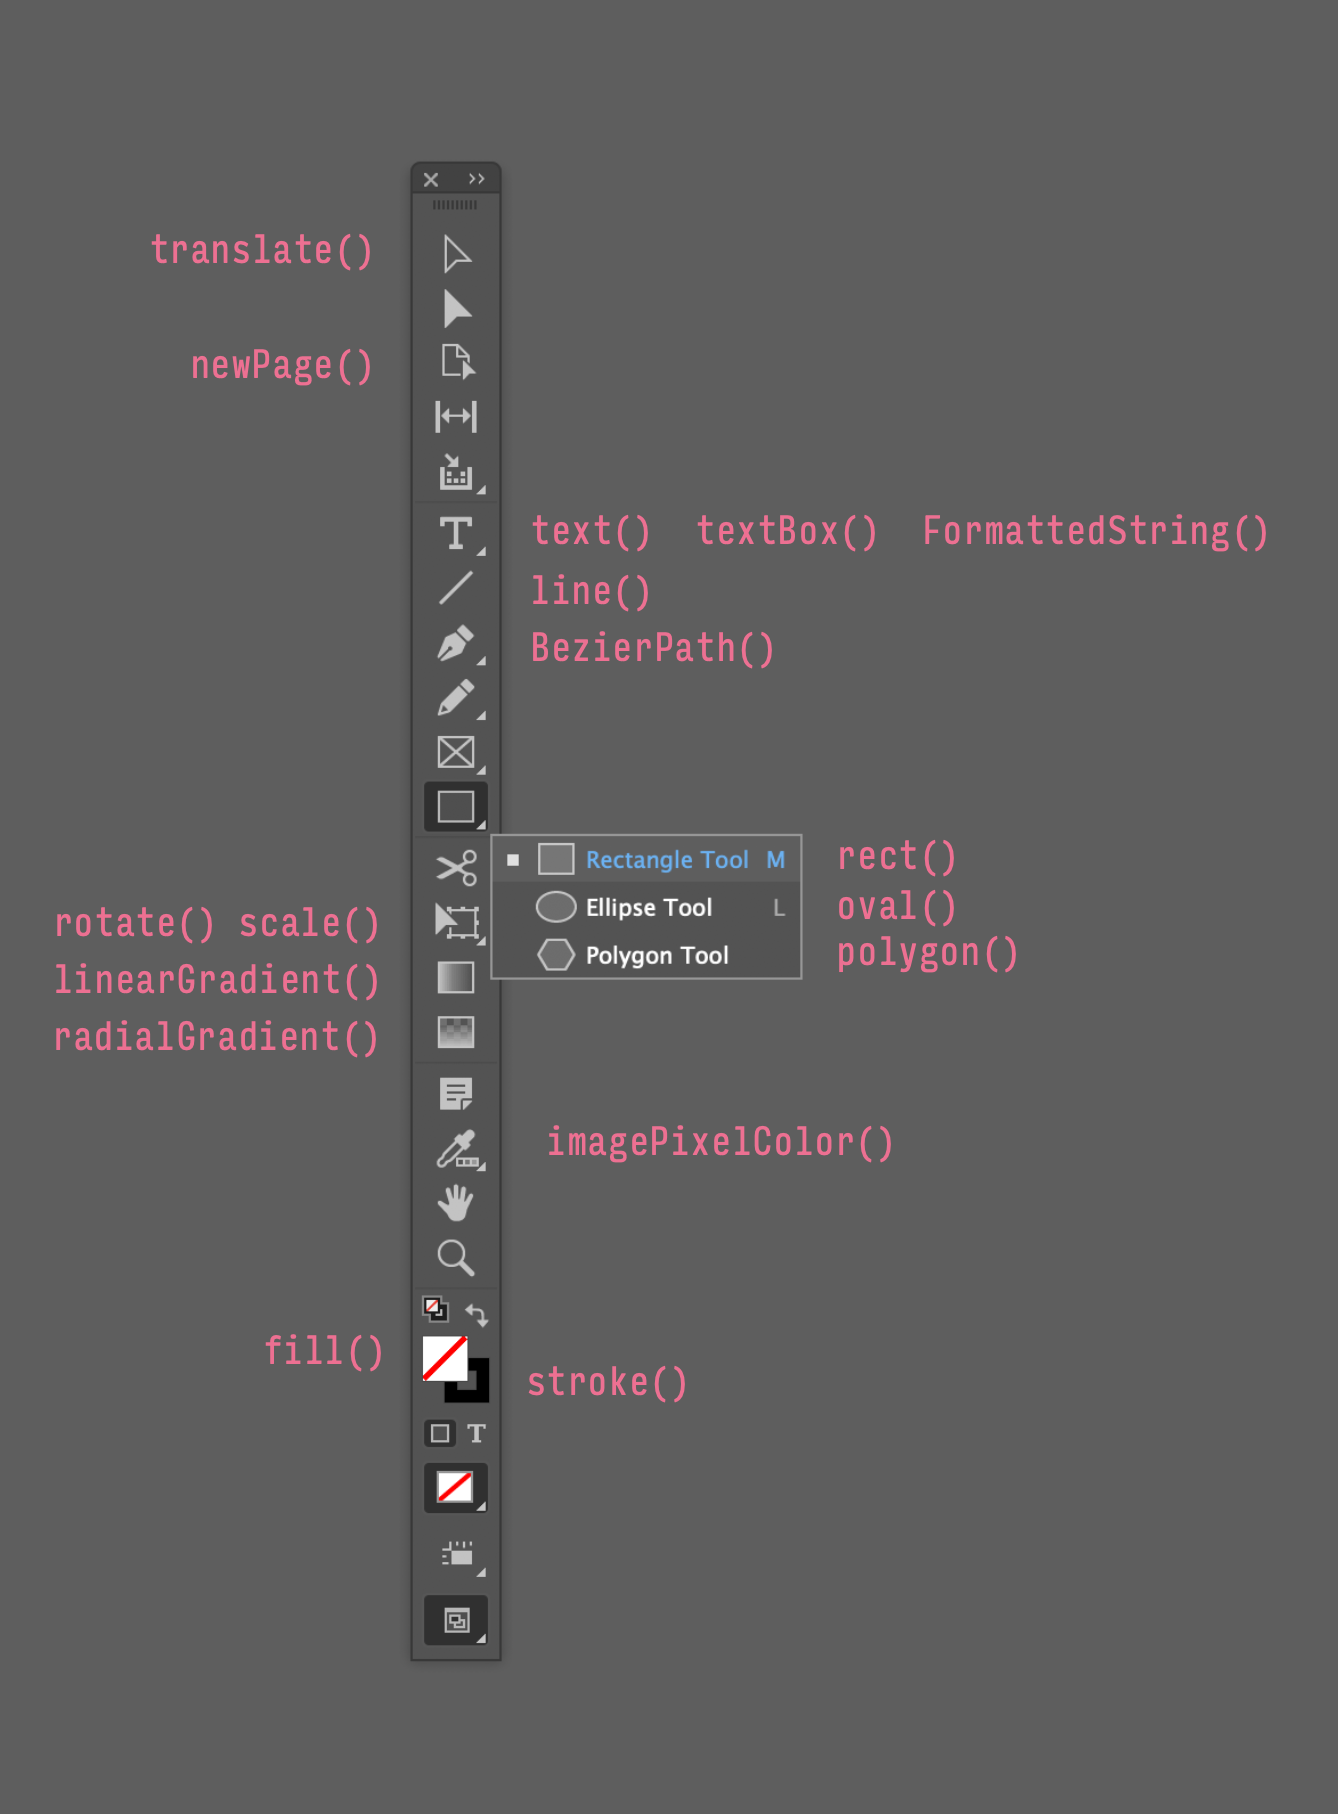 translate()
newPage()
text() textBox() FormattedString()
line()
BezierPath()
Rectangle Tool M rect()
Ellipse Tool L oval()
rotate() scale()
Polygon Tool polygon()
linearGradient()
radialGradient()
imagePixelColor()
fill()
stroke()